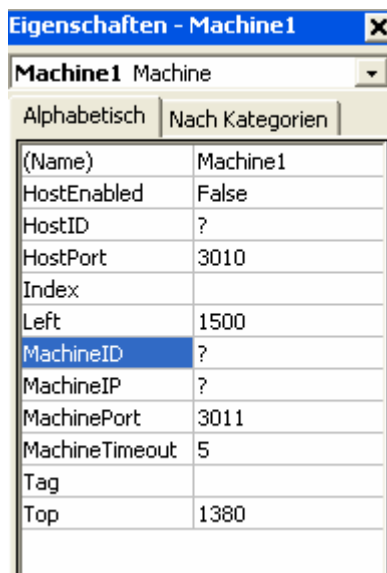 Eigenschaften - Machine1
Machine1 Machine
Alphabetisch Nach Kategorien
(Name) Machine1
HostEnabled False
HostID ?
HostPort 3010
Index
Left 1500
MachineID ?
MachineIP ?
MachinePort 3011
MachineTimeout 5
Tag
Top 1380